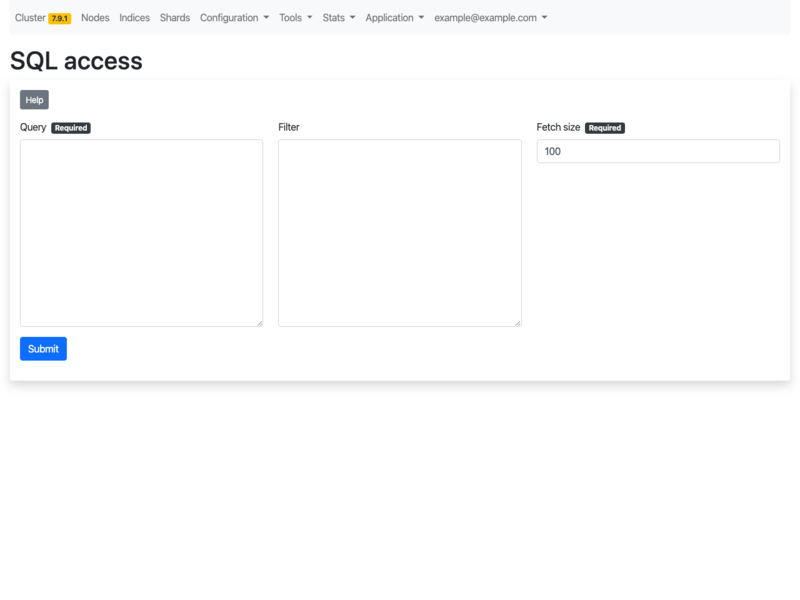 Cluster 7.9.1 Nodes Indices Shards Configuration Tools Stats Application example@example.com
SQL access
Help
Query Required Filter Fetch size Required
100
Submit